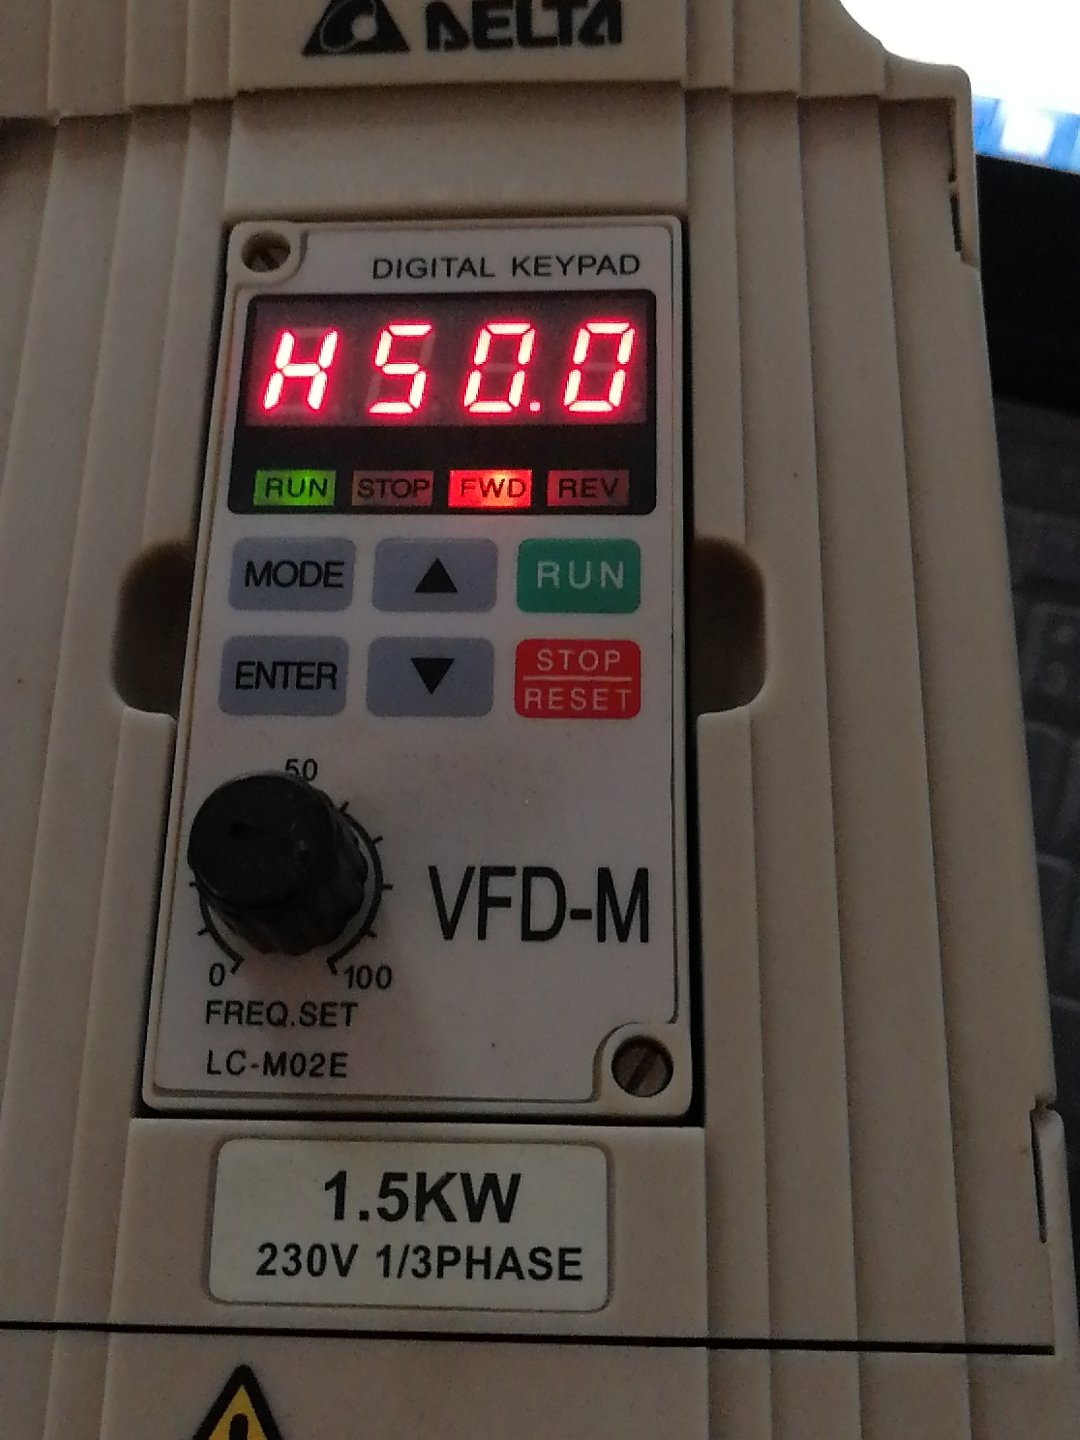 DELTA
DIGITAL KEYPAD
H50.0
RUN STOP FWD REV
MODE RUN
ENTER STOP
RESET
50
0 100
FREQ.SET
LC-M02E
VFD-M
1.5KW
230V 1/3PHASE